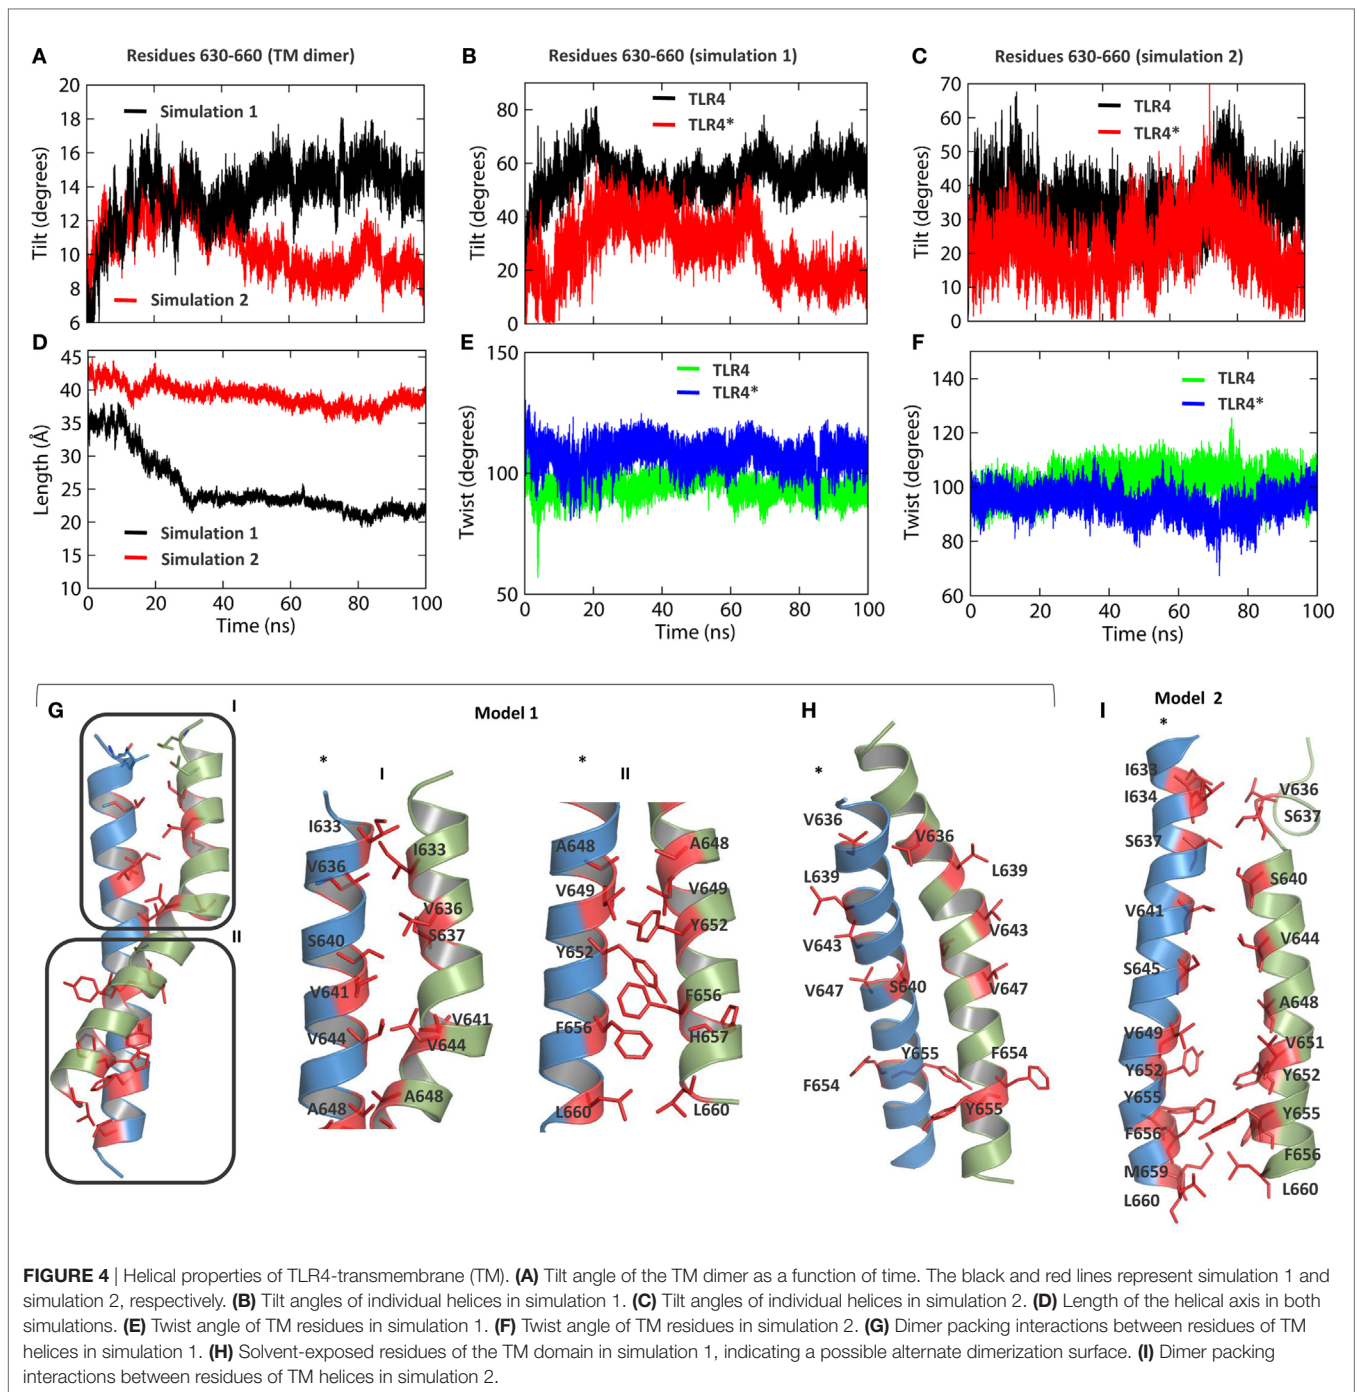 A
Residues 630-660 (TM dimer)
Tilt (degrees)
20
18
16
14
12
10
8
6
Simulation 1
Simulation 2
B
Residues 630-660 (simulation 1)
Tilt (degrees)
80
60
40
20
0
TLR4
TLR4*
C
Residues 630-660 (simulation 2)
Tilt (degrees)
70
60
50
40
30
20
10
0
TLR4
TLR4*
D
Length (Å)
45
40
35
30
25
20
15
10
Simulation 1
Simulation 2
0 20 40 60 80 100
Time (ns)
E
Twist (degrees)
150
100
50
TLR4
TLR4*
0 20 40 60 80 100
Time (ns)
F
Twist (degrees)
140
120
100
80
60
TLR4
TLR4*
0 20 40 60 80 100
Time (ns)
G
I
II
Model 1
*
I
I633
I633
V636
V636
S637
S640
V641
V641
V644
V644
A648
A648
*
II
A648
A648
V649
V649
Y652
Y652
F656
F656
H657
L660
L660
H
*
V636
V636
L639
L639
V643
V643
V647
S640
V647
Y655
F654
F654
Y655
I
Model 2
*
I633
I634
V636
S637
S637
S640
V641
V644
S645
A648
V649
V651
Y652
Y652
Y655
Y655
F656
F656
M659
L660
L660
FIGURE 4 | Helical properties of TLR4-transmembrane (TM). (A) Tilt angle of the TM dimer as a function of time. The black and red lines represent simulation 1 and
simulation 2, respectively. (B) Tilt angles of individual helices in simulation 1. (C) Tilt angles of individual helices in simulation 2. (D) Length of the helical axis in both
simulations. (E) Twist angle of TM residues in simulation 1. (F) Twist angle of TM residues in simulation 2. (G) Dimer packing interactions between residues of TM
helices in simulation 1. (H) Solvent-exposed residues of the TM domain in simulation 1, indicating a possible alternate dimerization surface. (I) Dimer packing
interactions between residues of TM helices in simulation 2.